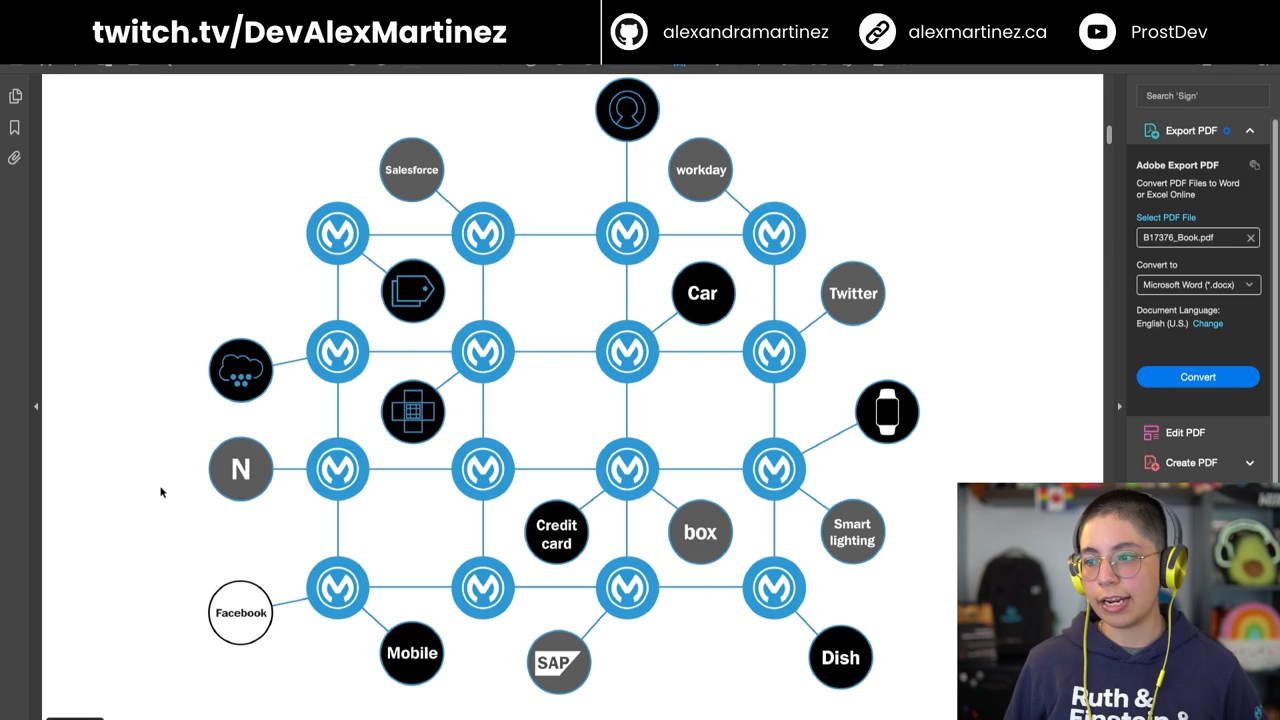 twitch.tv/DevAlexMartinez
alexandramartinez
alexmartinez.ca
ProstDev
Search 'Sign'
Export PDF
Adobe Export PDF
Convert PDF Files to Word
or Excel Online
Select PDF File
B17376_Book.pdf
Convert to
Microsoft Word (*.docx)
Document Language:
English (U.S.) Change
Convert
Edit PDF
Create PDF
Salesforce
workday
Car
Twitter
N
Credit
card
box
Smart
lighting
Facebook
Mobile
SAP
Dish
Ruth &
Einstein &